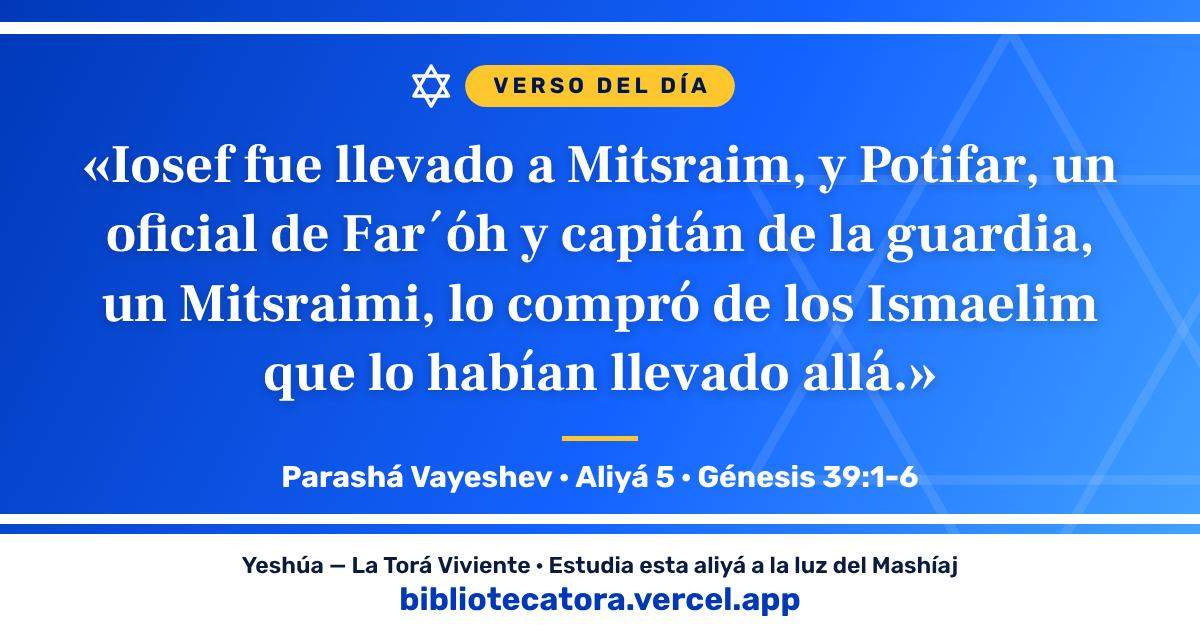 VERSO DEL DÍA
«Iosef fue llevado a Mitsraim, y Potifar, un
oficial de Far´óh y capitán de la guardia,
un Mitsraimi, lo compró de los Ismaelim
que lo habían llevado allá.»
Parashá Vayeshev • Aliyá 5 • Génesis 39:1-6
Yeshúa — La Torá Viviente • Estudia esta aliyá a la luz del Mashíaj
bibliotecatora.vercel.app